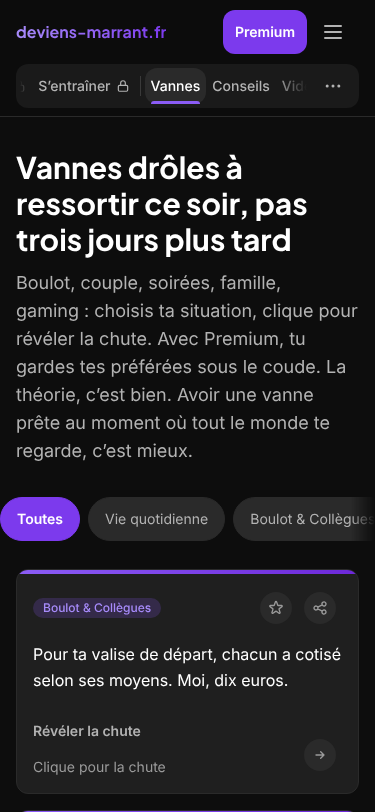 deviens-marrant.fr
Premium
S'entraîner
Vannes
Conseils
Vid
Vannes drôles à
ressortir ce soir, pas
trois jours plus tard
Boulot, couple, soirées, famille,
gaming : choisis ta situation, clique pour
révéler la chute. Avec Premium, tu
gardes tes préférées sous le coude. La
théorie, c'est bien. Avoir une vanne
prête au moment où tout le monde te
regarde, c'est mieux.
Toutes
Vie quotidienne
Boulot & Collègues
Boulot & Collègues
Pour ta valise de départ, chacun a cotisé
selon ses moyens. Moi, dix euros.
Révéler la chute
Clique pour la chute